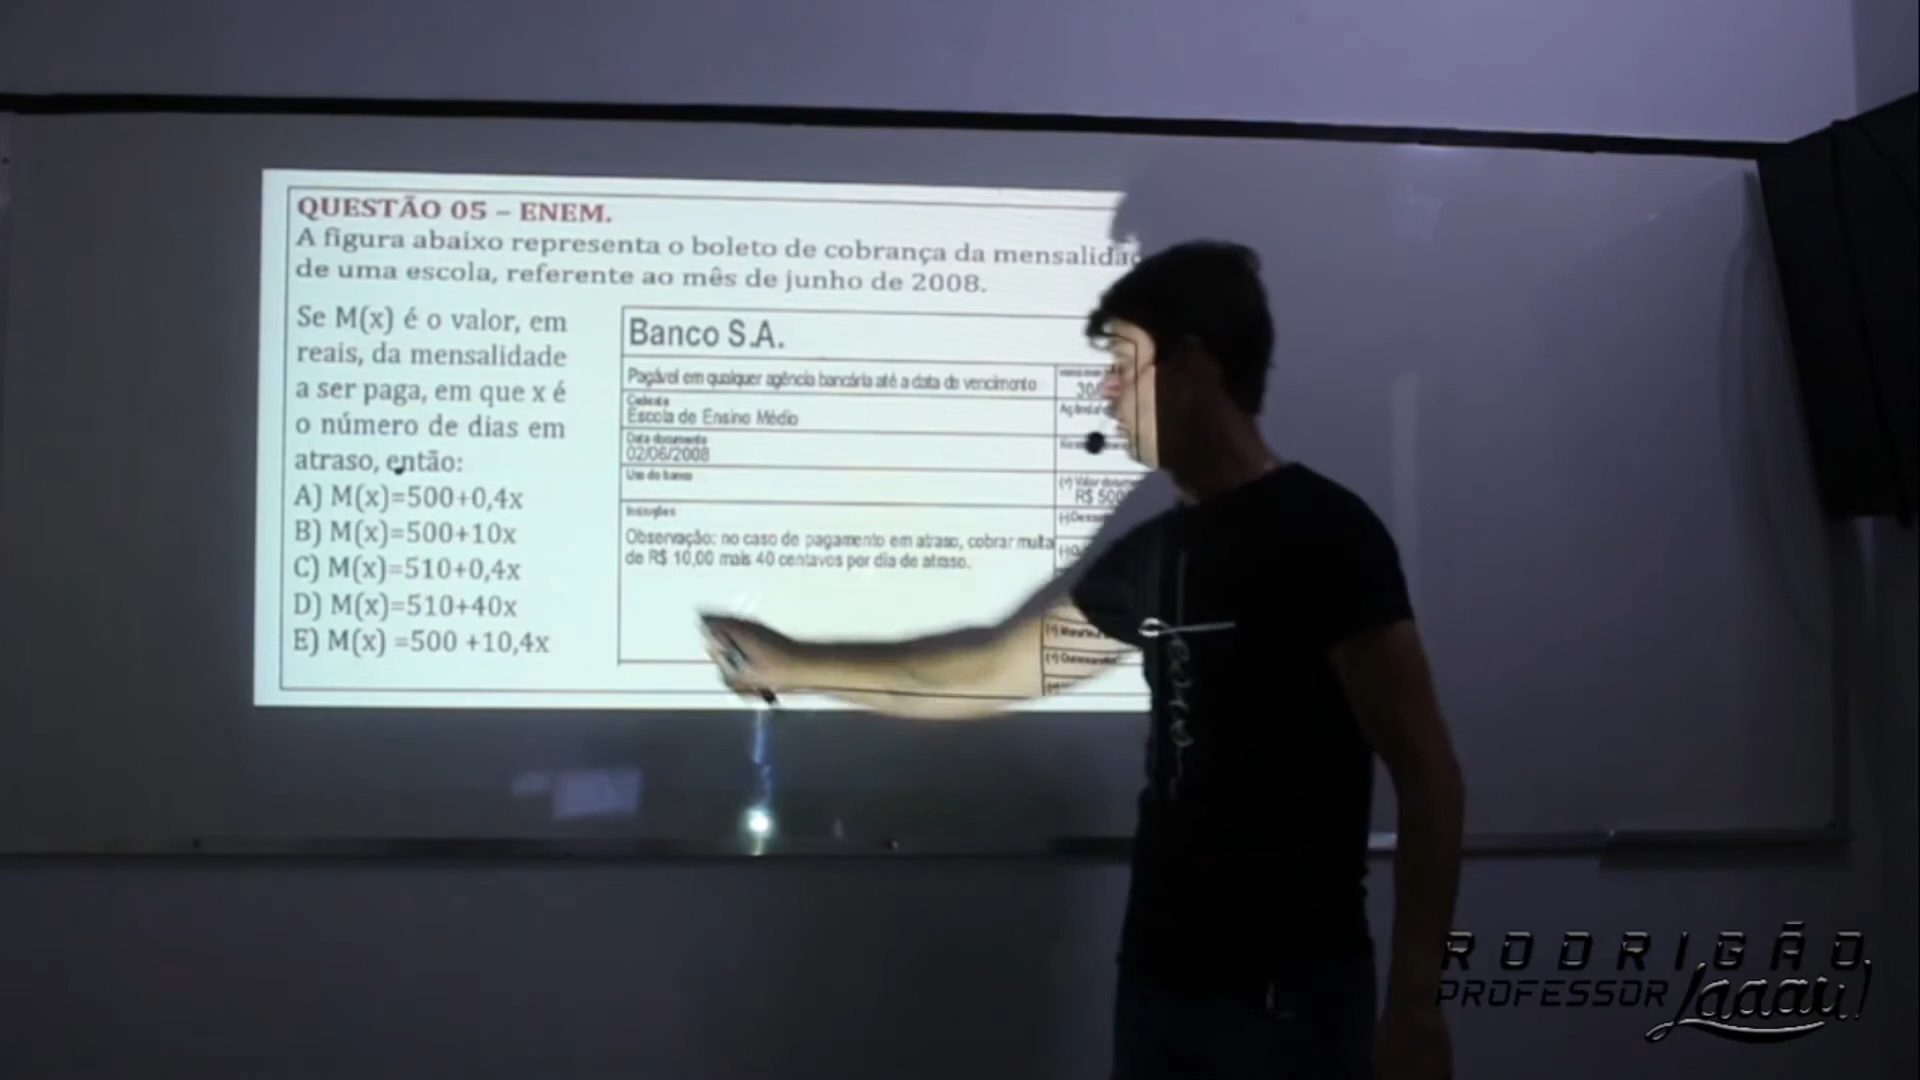 QUESTÃO 05 – ENEM.
A figura abaixo representa o boleto de cobrança da
de uma escola, referente ao mês de junho de 2008.
Se M(x) é o valor, em
reais, da mensalidade
a ser paga, em que x é
o número de dias em
atraso, então:
A) M(x)=500+0,4x
B) M(x)=500+10x
C) M(x)=510+0,4x
D) M(x)=510+40x
E) M(x) =500 +10,4x
Banco S.A.
Pagável em qualquer agência bancária até a data de vencimento
Escola de Ensino Médio
Data documento
02/06/2008
Uso do banco
R$ 500
Instruções
Observação: no caso de pagamento em atraso, cobrar multa
de R$ 10,00 mais 40 centavos por dia de atraso.
RODRIGÃO
PROFESSOR Laaau!